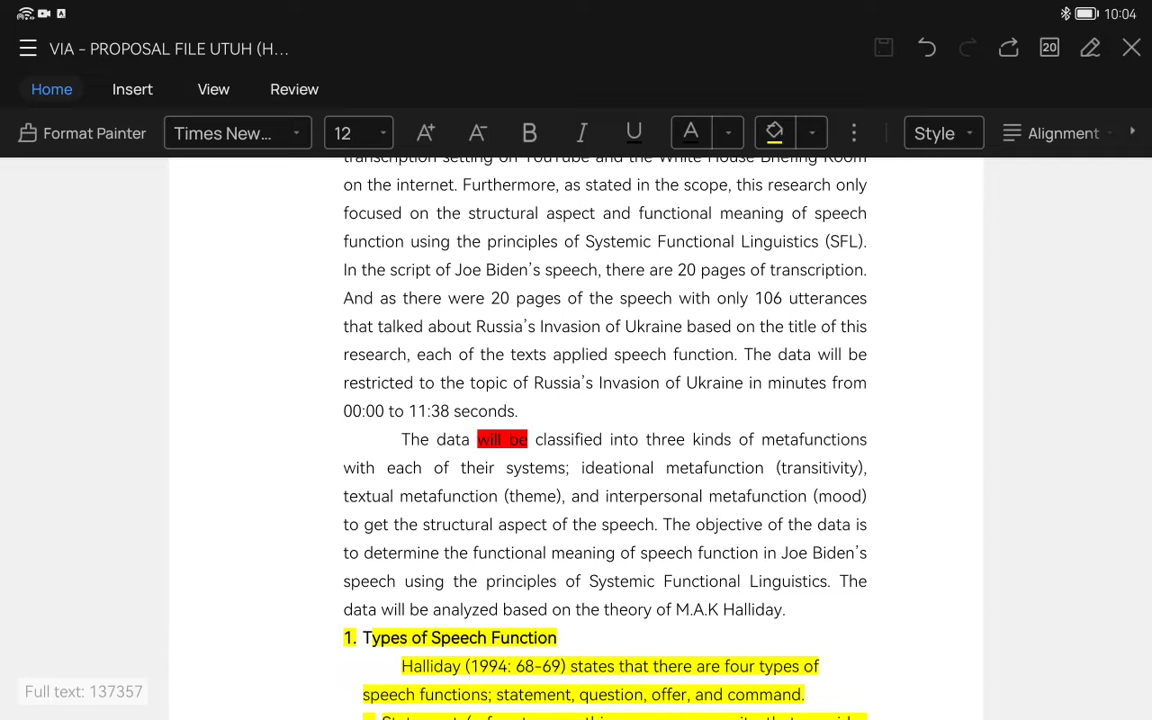 10:04
VIA - PROPOSAL FILE UTUH (H...
20
Home Insert View Review
Format Painter Times New... 12 A+ A- B I U A Style Alignment
transcription setting on YouTube and the White House Briefing Room
on the internet. Furthermore, as stated in the scope, this research only
focused on the structural aspect and functional meaning of speech
function using the principles of Systemic Functional Linguistics (SFL).
In the script of Joe Biden's speech, there are 20 pages of transcription.
And as there were 20 pages of the speech with only 106 utterances
that talked about Russia's Invasion of Ukraine based on the title of this
research, each of the texts applied speech function. The data will be
restricted to the topic of Russia's Invasion of Ukraine in minutes from
00:00 to 11:38 seconds.
The data will be classified into three kinds of metafunctions
with each of their systems; ideational metafunction (transitivity),
textual metafunction (theme), and interpersonal metafunction (mood)
to get the structural aspect of the speech. The objective of the data is
to determine the functional meaning of speech function in Joe Biden's
speech using the principles of Systemic Functional Linguistics. The
data will be analyzed based on the theory of M.A.K Halliday.
1. Types of Speech Function
Halliday (1994: 68-69) states that there are four types of
speech functions; statement, question, offer, and command.
Full text: 137357